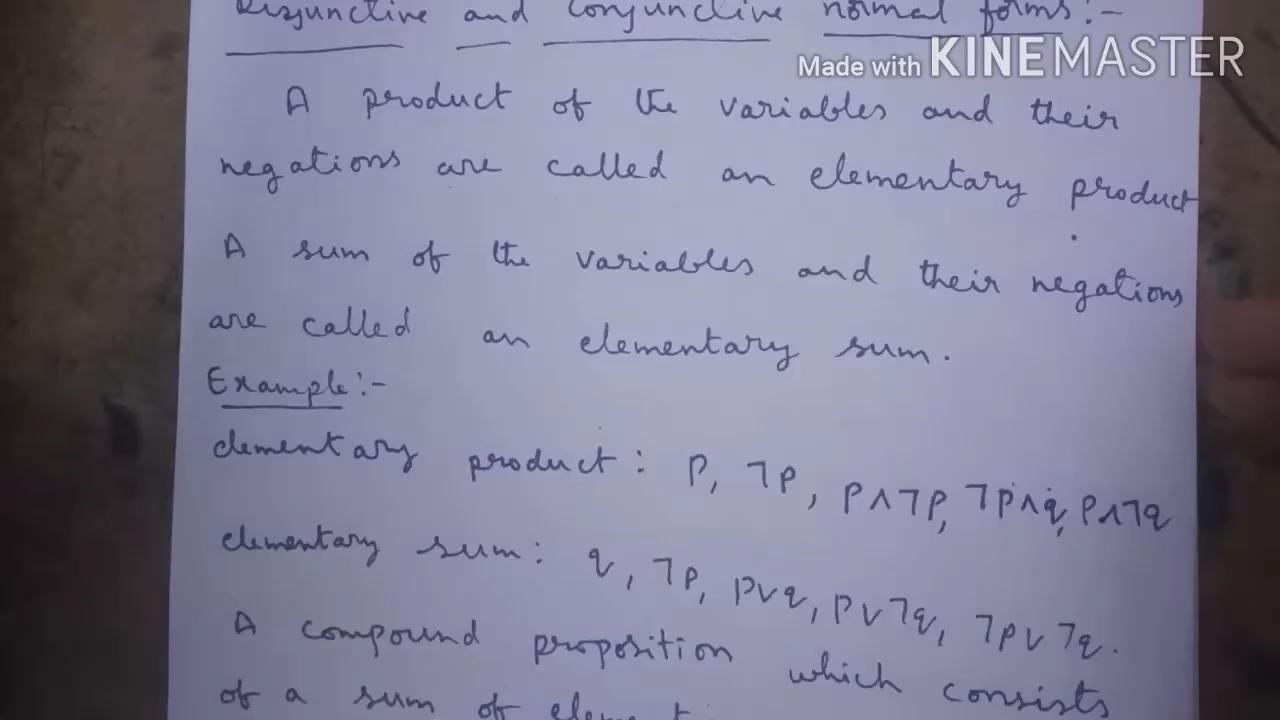 Disjunctive and Conjunctive normal forms:-
Made with KINEMASTER
A product of the variables and their
negations are called an elementary product
.
A sum of the variables and their negations
are called an elementary sum.
Example:-
elementary product: P, ¬P, P∧¬P, ¬P∧q, P∧¬q
elementary sum: q, ¬P, P∨q, P∨¬q, ¬P∨¬q.
A compound proposition which consists
of a sum of